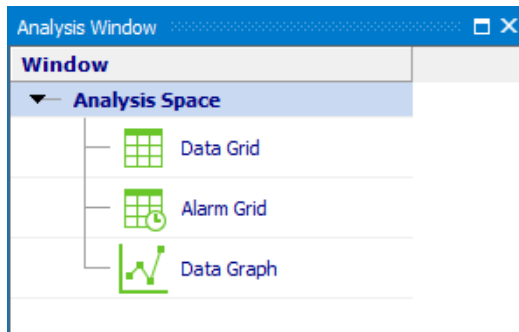 Analysis Window
Window
Analysis Space
Data Grid
Alarm Grid
Data Graph